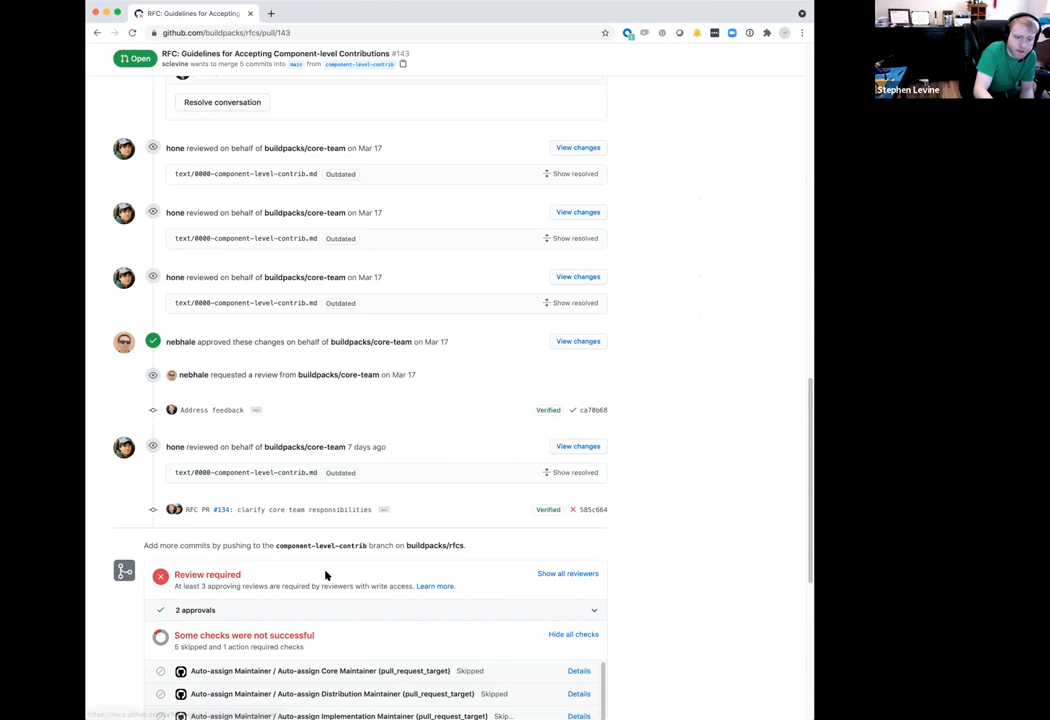 RFC: Guidelines for Accepting ×
github.com/buildpacks/rfcs/pull/143
Open
RFC: Guidelines for Accepting Component-level Contributions #143
sclevine wants to merge 5 commits into main from component-level-contrib
Stephen Levine
Resolve conversation
hone reviewed on behalf of buildpacks/core-team on Mar 17
View changes
text/0000-component-level-contrib.md Outdated
Show resolved
hone reviewed on behalf of buildpacks/core-team on Mar 17
View changes
text/0000-component-level-contrib.md Outdated
Show resolved
hone reviewed on behalf of buildpacks/core-team on Mar 17
View changes
text/0000-component-level-contrib.md Outdated
Show resolved
nebhale approved these changes on behalf of buildpacks/core-team on Mar 17
View changes
nebhale requested a review from buildpacks/core-team on Mar 17
Address feedback ...
Verified ca70b68
hone reviewed on behalf of buildpacks/core-team 7 days ago
View changes
text/0000-component-level-contrib.md Outdated
Show resolved
RFC PR #134: clarify core team responsibilities ...
Verified 585c664
Add more commits by pushing to the component-level-contrib branch on buildpacks/rfcs.
Review required
Show all reviewers
At least 3 approving reviews are required by reviewers with write access. Learn more.
2 approvals
Some checks were not successful
Hide all checks
5 skipped and 1 action required checks
Auto-assign Maintainer / Auto-assign Core Maintainer (pull_request_target) Skipped
Details
Auto-assign Maintainer / Auto-assign Distribution Maintainer (pull_request_target) Skipped
Details
Auto-assign Maintainer / Auto-assign Implementation Maintainer (pull_request_target) Skip...
Details